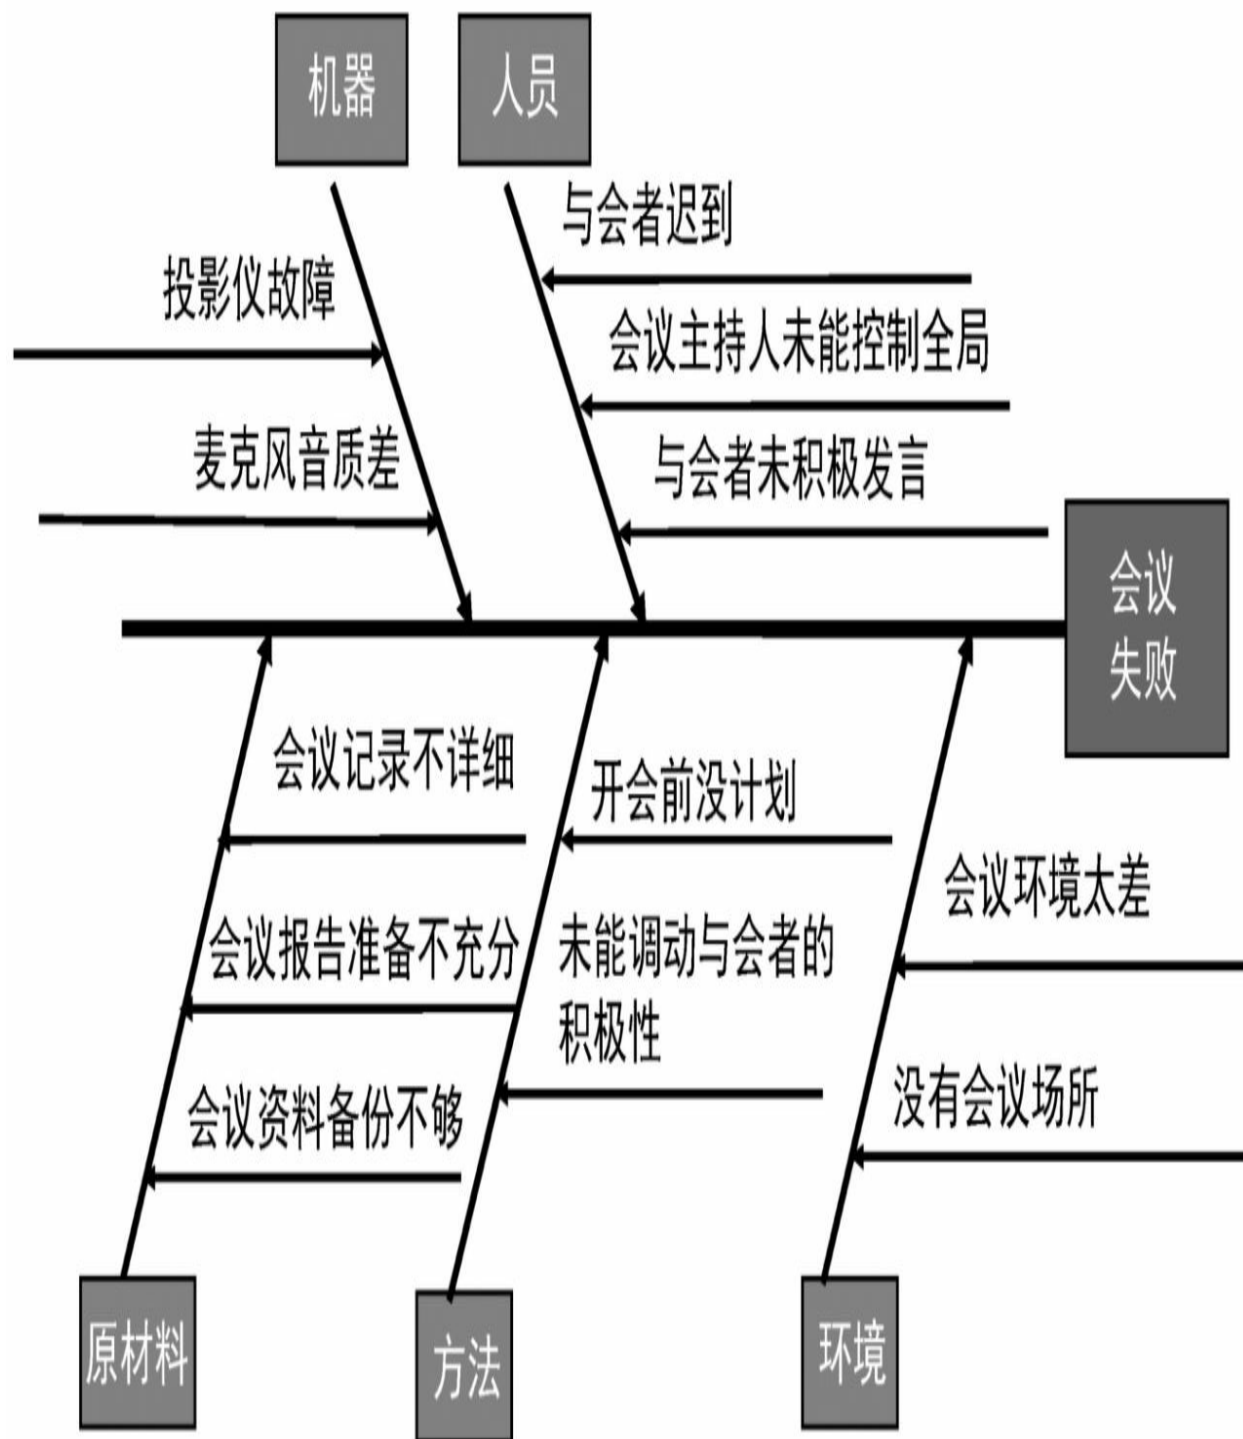 机器
人员
与会者迟到
投影仪故障
会议主持人未能控制全局
麦克风音质差
与会者未积极发言
会议
失败
会议记录不详细
开会前没计划
会议环境太差
会议报告准备不充分
未能调动与会者的
积极性
会议资料备份不够
没有会议场所
原材料
方法
环境